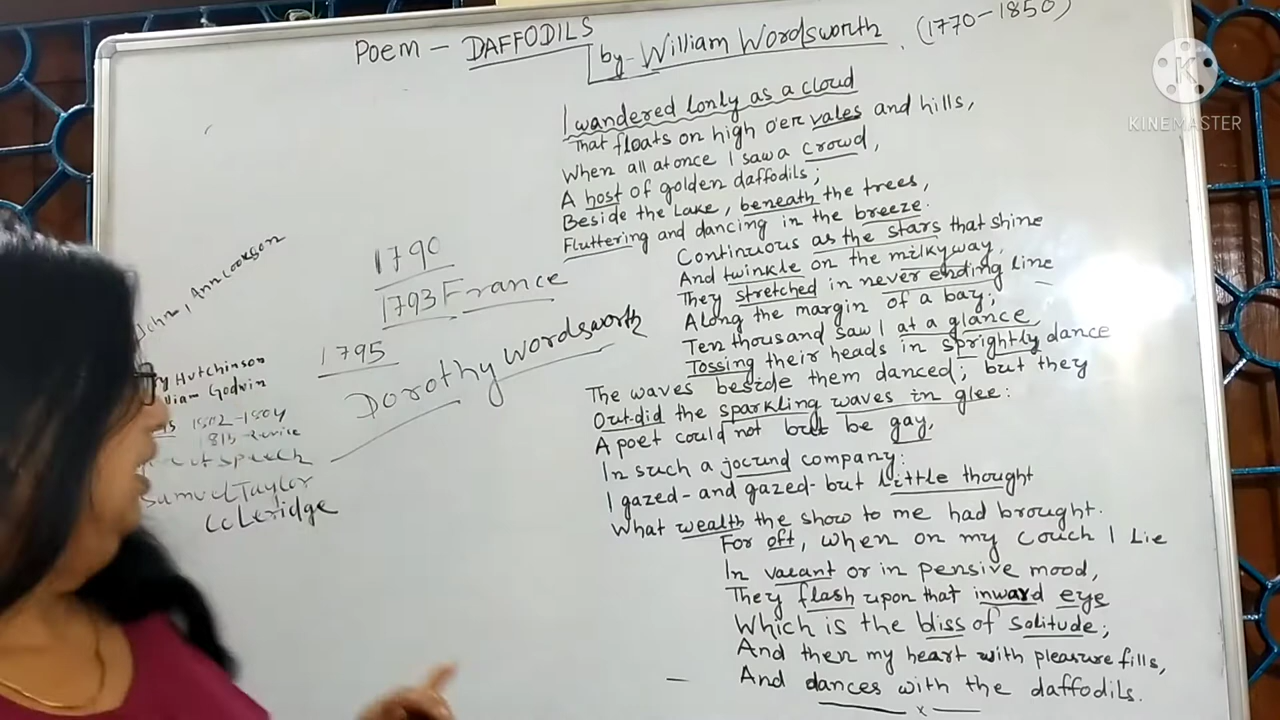 Poem - DAFFODILS
by - William Wordsworth. (1770-1850)
I wandered lonly as a cloud
That floats on high o'er vales and hills,
When all at once I saw a crowd,
A host of golden daffodils;
Beside the Lake, beneath the trees,
Fluttering and dancing in the breeze.
Continuous as the stars that shine
And twinkle on the milky way,
They stretched in never ending line
Along the margin of a bay;
Ten thousand saw I at a glance,
Tossing their heads in sprightly dance
The waves beside them danced; but they
Out-did the sparkling waves in glee:
A poet could not but be gay,
In such a jocund company:
I gazed - and gazed - but little thought
What wealth the show to me had brought.
For oft, when on my couch I lie
In vacant or in pensive mood,
They flash upon that inward eye
Which is the bliss of solitude;
And then my heart with pleasure fills,
And dances with the daffodils.
x
John, Ann Cookson
1790
1793 France
1795
Dorothy Wordsworth
Hutchinson
Godwin
1502-1504
speech
Samuel Taylor
Coleridge
K
KINEMASTER